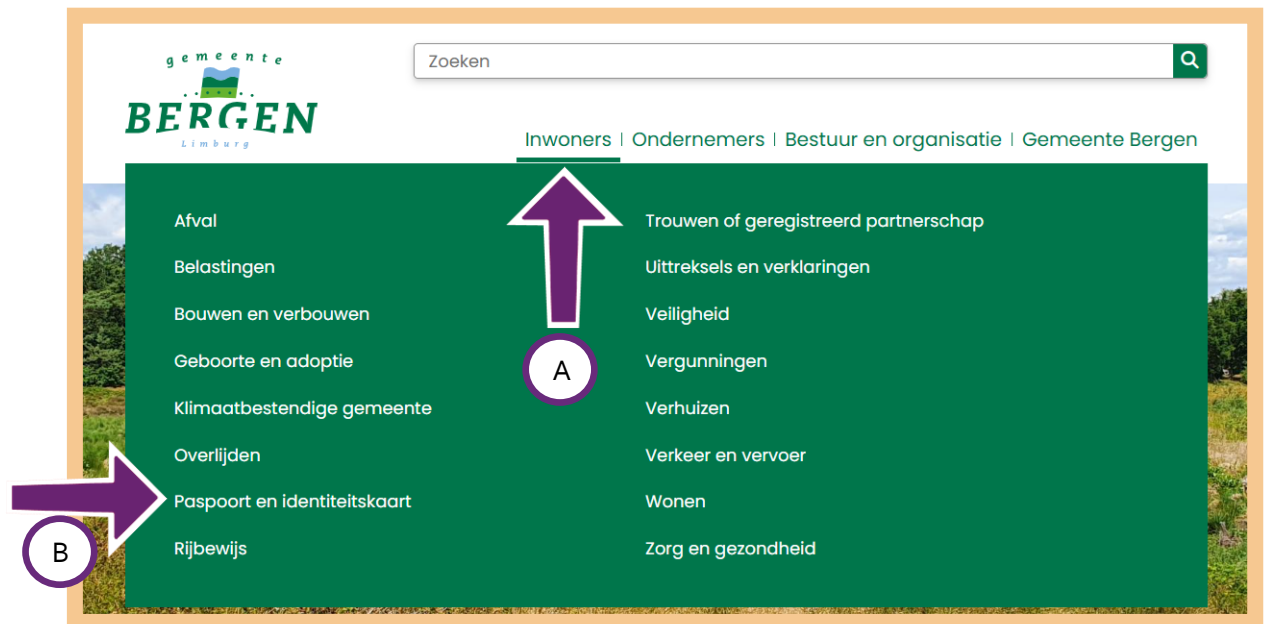 gemeente
BERGEN
Limburg
Zoeken
Inwoners | Ondernemers | Bestuur en organisatie | Gemeente Bergen
Afval
Belastingen
Bouwen en verbouwen
Geboorte en adoptie
Klimaatbestendige gemeente
Overlijden
Paspoort en identiteitskaart
Rijbewijs
Trouwen of geregistreerd partnerschap
Uittreksels en verklaringen
Veiligheid
Vergunningen
Verhuizen
Verkeer en vervoer
Wonen
Zorg en gezondheid
A
B